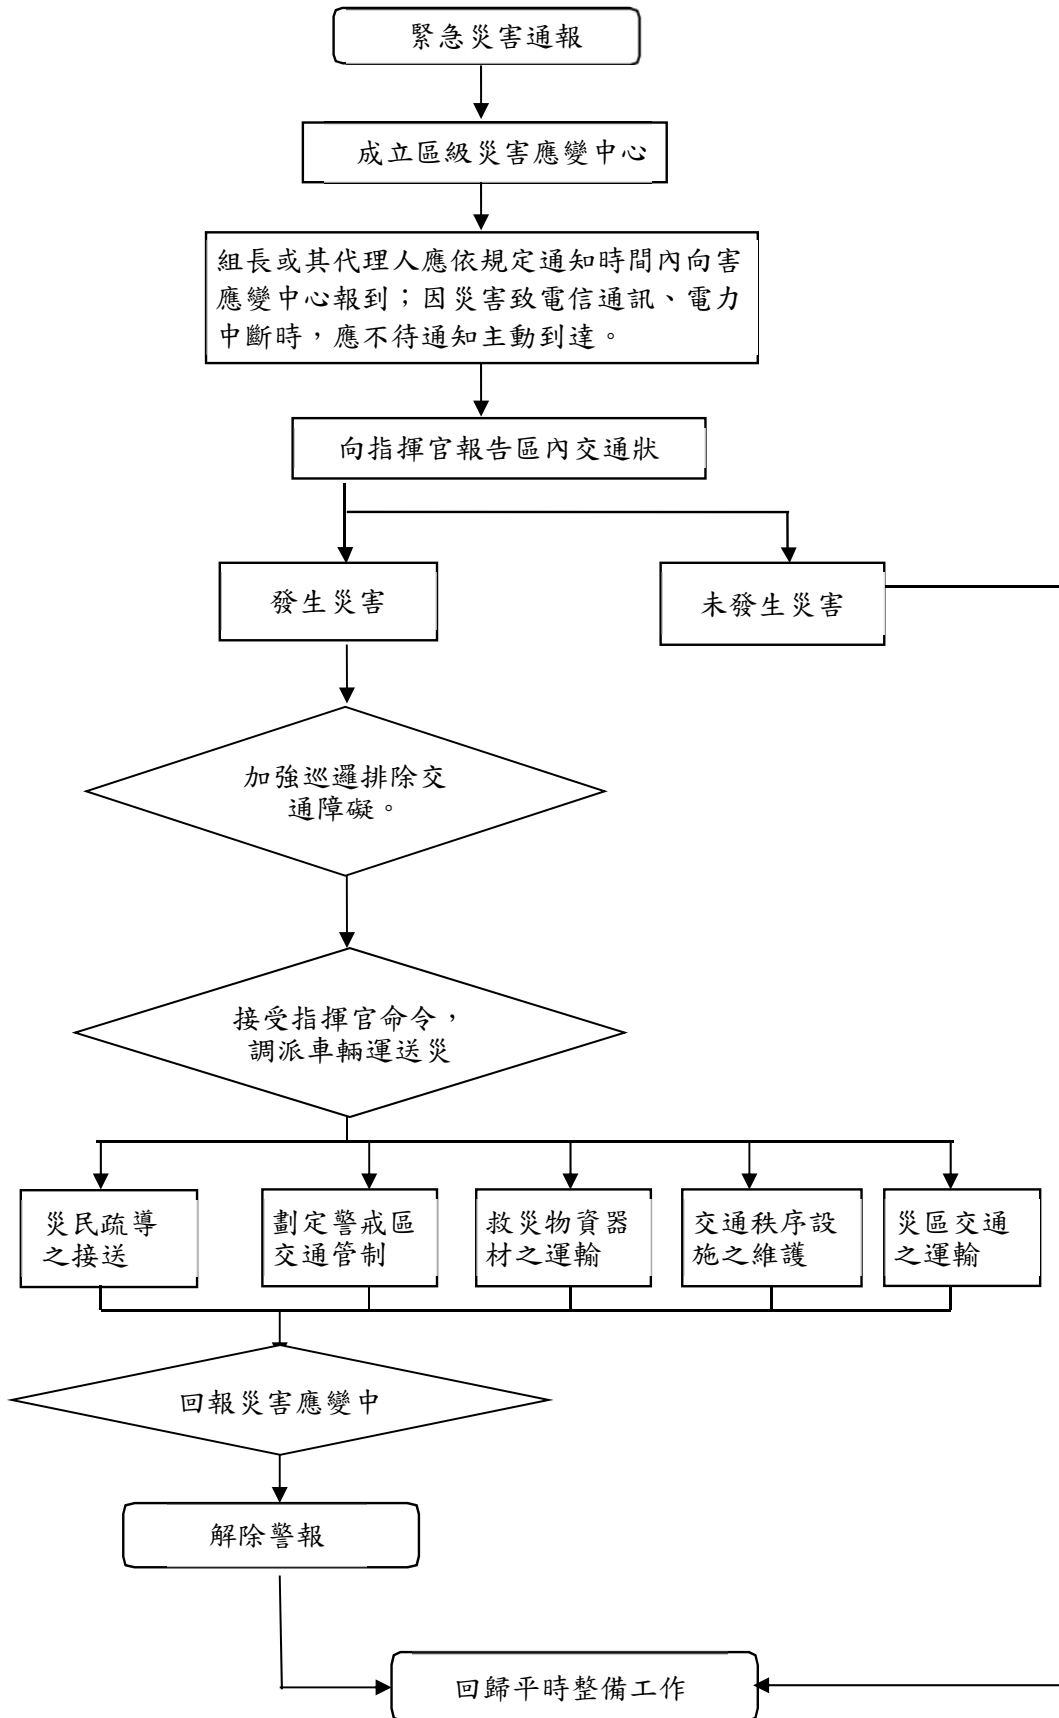 緊急災害通報
成立區級災害應變中心
組長或其代理人應依規定通知時間內向害
應變中心報到；因災害致電信通訊、電力
中斷時，應不待通知主動到達。
向指揮官報告區內交通狀
發生災害
未發生災害
加強巡邏排除交
通障礙。
接受指揮官命令，
調派車輛運送災
災民疏導
之接送
劃定警戒區
交通管制
救災物資器
材之運輸
交通秩序設
施之維護
災區交通
之運輸
回報災害應變中
解除警報
回歸平時整備工作